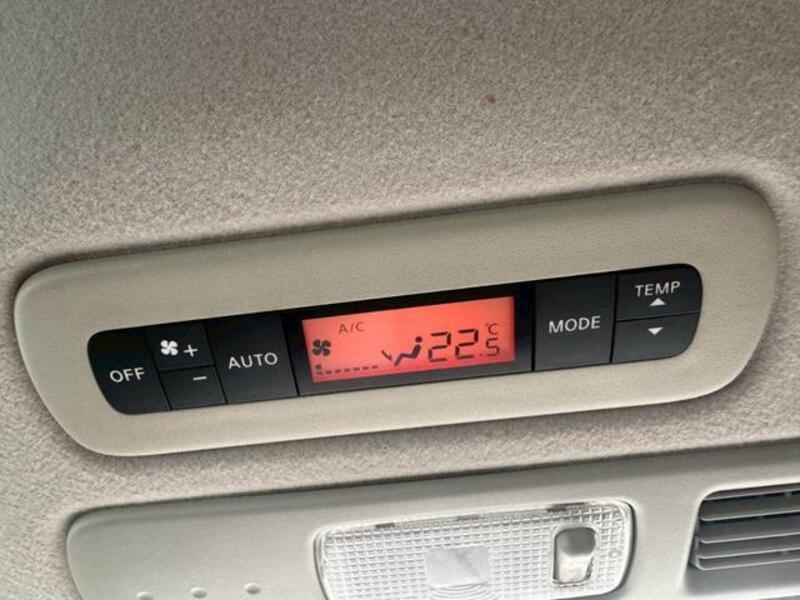 OFF
+
-
AUTO
A/C
22.5°C
MODE
TEMP